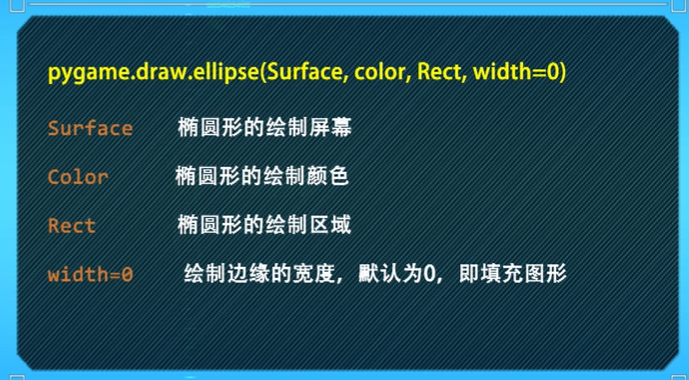 pygame.draw.ellipse(Surface, color, Rect, width=0)
Surface 椭圆形的绘制屏幕
Color 椭圆形的绘制颜色
Rect 椭圆形的绘制区域
width=0 绘制边缘的宽度，默认为0，即填充图形